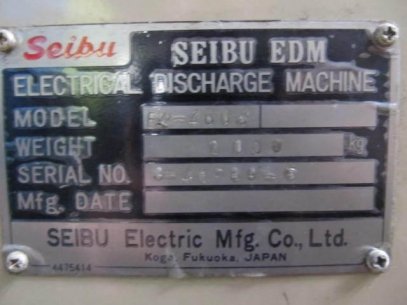 Seibu SEIBU EDM
ELECTRICAL DISCHARGE MACHINE
MODEL
WEIGHT kg
SERIAL NO.
Mfg. DATE
SEIBU Electric Mfg. Co., Ltd.
Koga, Fukuoka, JAPAN
4475414